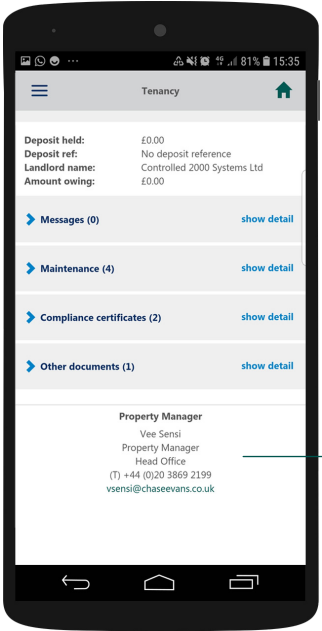 4G 81% 15:35
Tenancy
Deposit held: £0.00
Deposit ref: No deposit reference
Landlord name: Controlled 2000 Systems Ltd
Amount owing: £0.00
Messages (0) show detail
Maintenance (4) show detail
Compliance certificates (2) show detail
Other documents (1) show detail
Property Manager
Vee Sensi
Property Manager
Head Office
(T) +44 (0)20 3869 2199
vsensi@chaseevans.co.uk